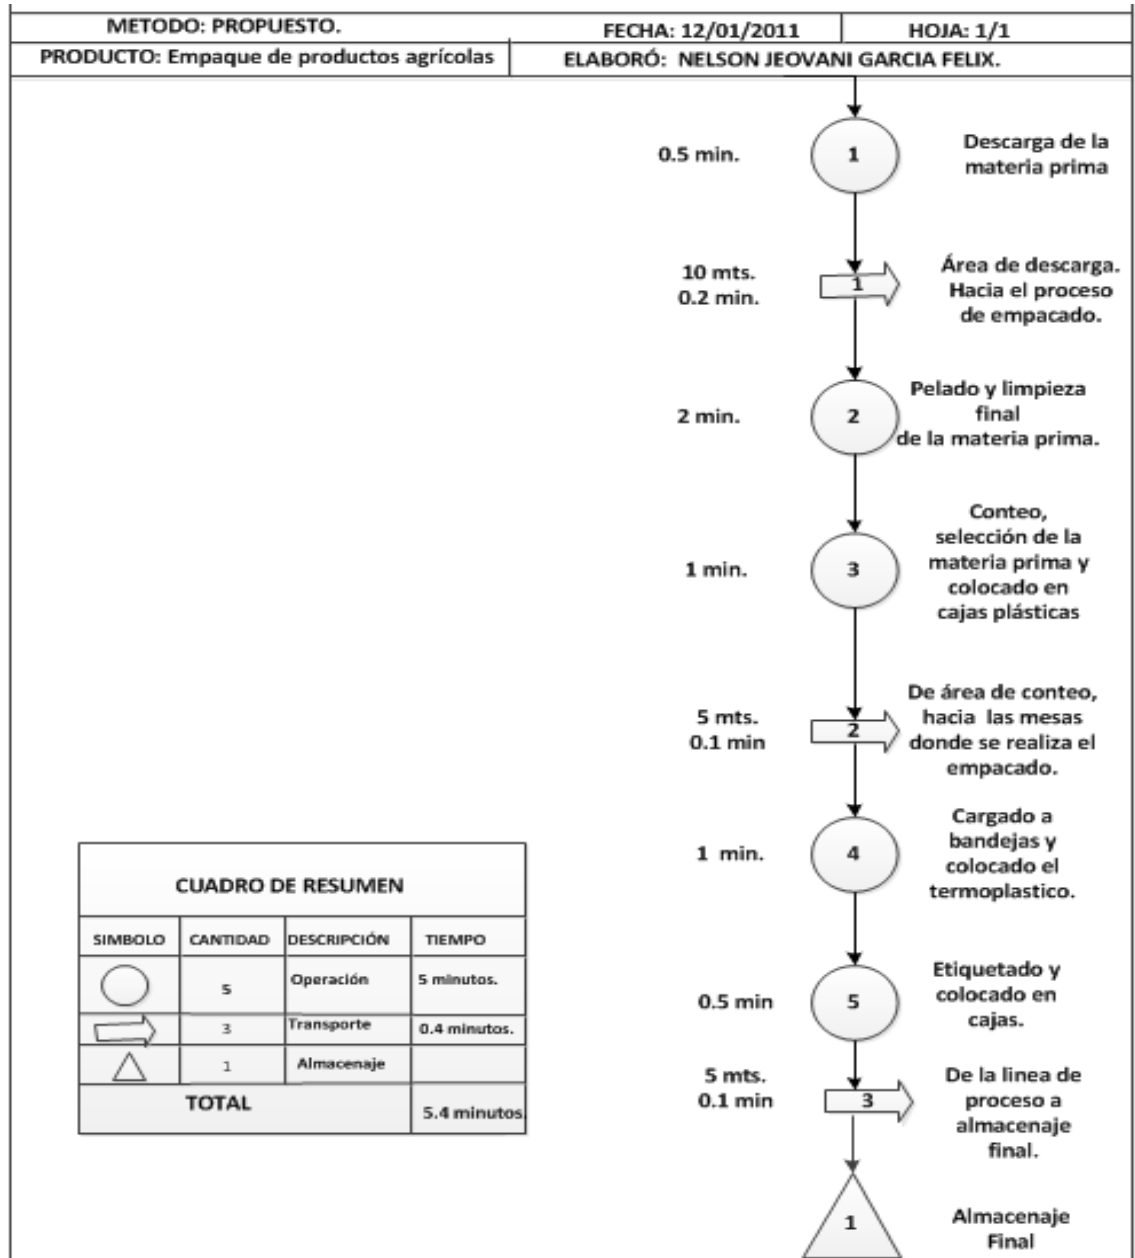 METODO: PROPUESTO.
FECHA: 12/01/2011
HOJA: 1/1
PRODUCTO: Empaque de productos agrícolas
ELABORÓ: NELSON JEOVANI GARCIA FELIX.
0.5 min.
1
Descarga de la
materia prima
10 mts.
0.2 min.
1
Área de descarga.
Hacia el proceso
de empacado.
2 min.
2
Pelado y limpieza
final
de la materia prima.
1 min.
3
Conteo,
selección de la
materia prima y
colocado en
cajas plásticas
5 mts.
0.1 min
2
De área de conteo,
hacia las mesas
donde se realiza el
empacado.
1 min.
4
Cargado a
bandejas y
colocado el
termoplastico.
0.5 min
5
Etiquetado y
colocado en
cajas.
5 mts.
0.1 min
3
De la linea de
proceso a
almacenaje
final.
1
Almacenaje
Final
CUADRO DE RESUMEN
SIMBOLO CANTIDAD DESCRIPCIÓN TIEMPO
5 Operación 5 minutos.
3 Transporte 0.4 minutos.
1 Almacenaje
TOTAL 5.4 minutos.